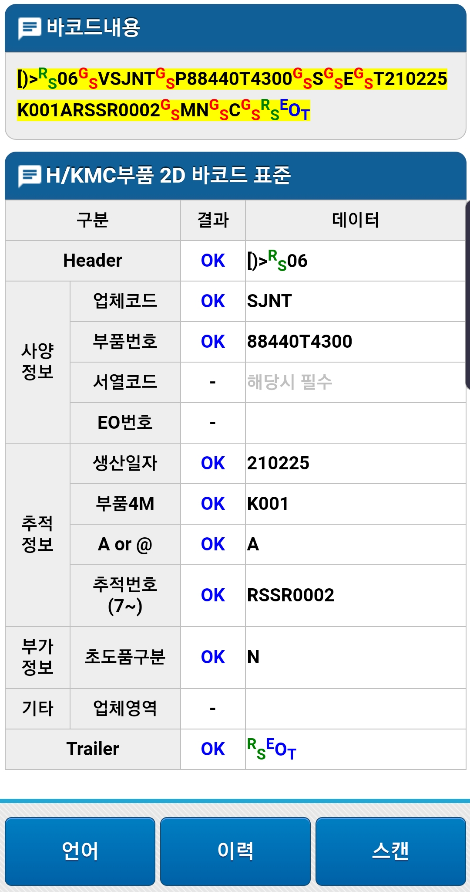 바코드내용
[)>RS06GSVSJNTGSP88440T4300GSSGSEGST210225
K001ARSSR0002GSMNGSCGSRSEOT
H/KMC부품 2D 바코드 표준
구분 결과 데이터
Header OK [)>RS06
사양 정보 업체코드 OK SJNT
부품번호 OK 88440T4300
서열코드 - 해당시 필수
EO번호 -
추적 정보 생산일자 OK 210225
부품4M OK K001
A or @ OK A
추적번호 (7~) OK RSSR0002
부가 정보 초도품구분 OK N
기타 업체영역 -
Trailer OK RSEOT
언어 이력 스캔